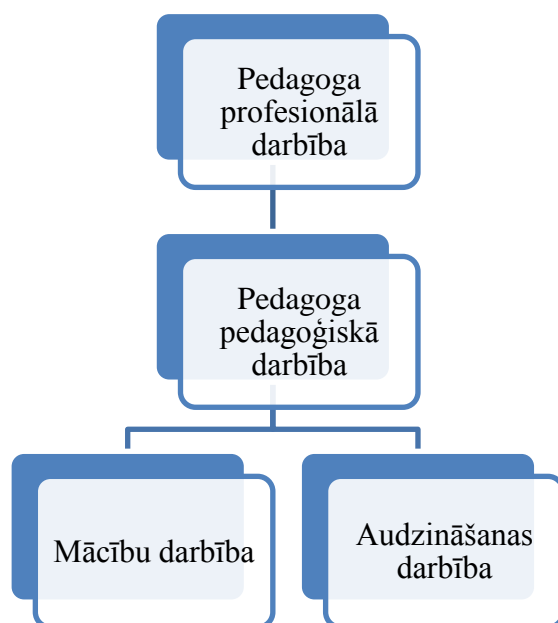 Pedagoga
profesionālā
darbība
Pedagoga
pedagoģiskā
darbība
Mācību darbība
Audzināšanas
darbība